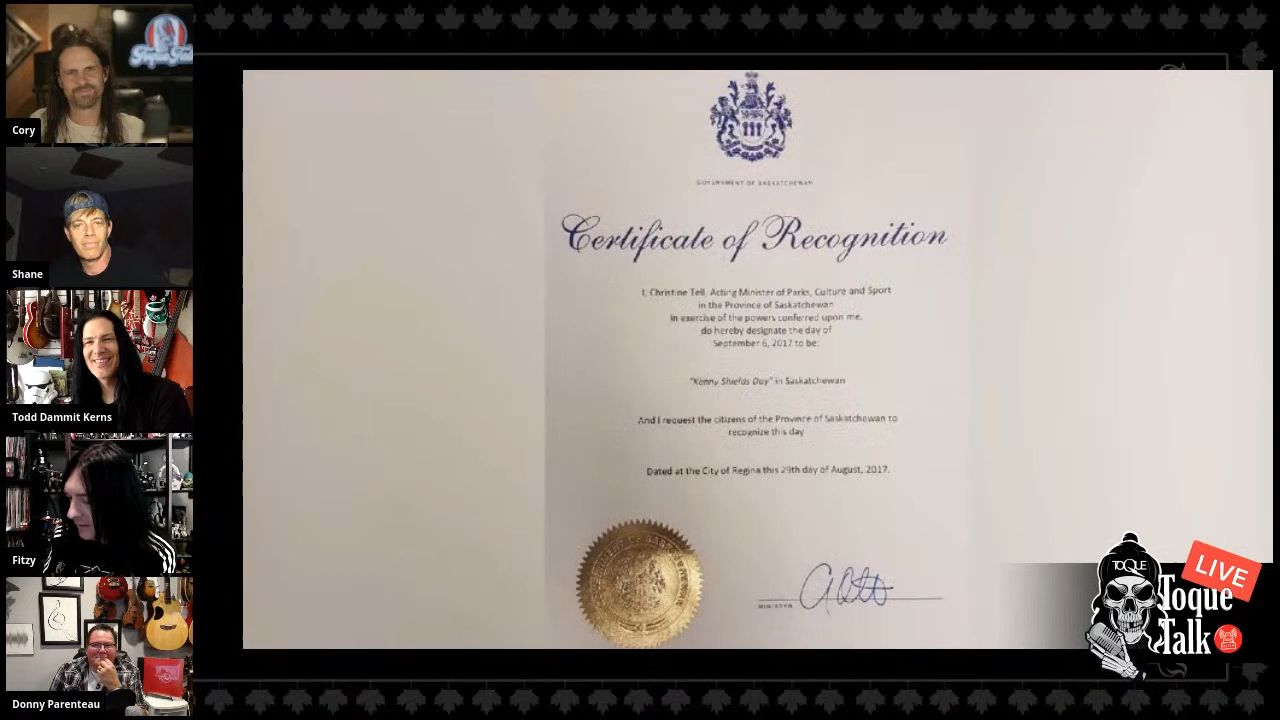 Cory
Shane
Todd Dammit Kerns
Fitzy
Donny Parenteau
Toque Talk
GOVERNMENT OF SASKATCHEWAN
Certificate of Recognition
I, Christine Tell, Acting Minister of Parks, Culture and Sport
in the Province of Saskatchewan
in exercise of the powers conferred upon me,
do hereby designate the day of
September 6, 2017 to be:
"Kenny Shields Day" in Saskatchewan
And I request the citizens of the Province of Saskatchewan to
recognize this day
Dated at the City of Regina this 29th day of August, 2017.
MINISTER
TOQUE
LIVE
Toque
Talk